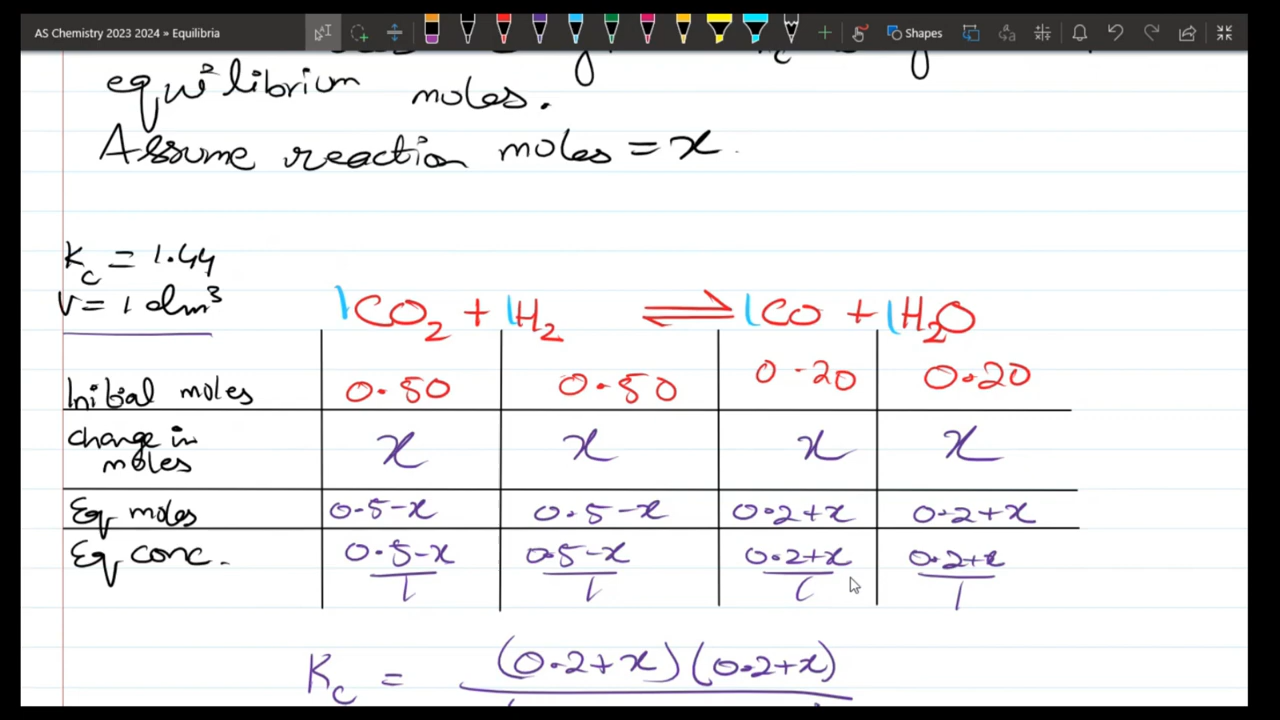 AS Chemistry 2023 2024 » Equilibria
Shapes
equilibrium moles.
Assume reaction moles = x.
Kc = 1.44
V = 1 dm³
1CO₂ + 1H₂ ⇌ 1CO + 1H₂O
Initial moles 0.50 0.50 0.20 0.20
change in moles x x x x
Eq moles 0.5-x 0.5-x 0.2+x 0.2+x
Eq conc. 0.5-x/1 0.5-x/1 0.2+x/1 0.2+x/1
Kc = (0.2+x)(0.2+x)